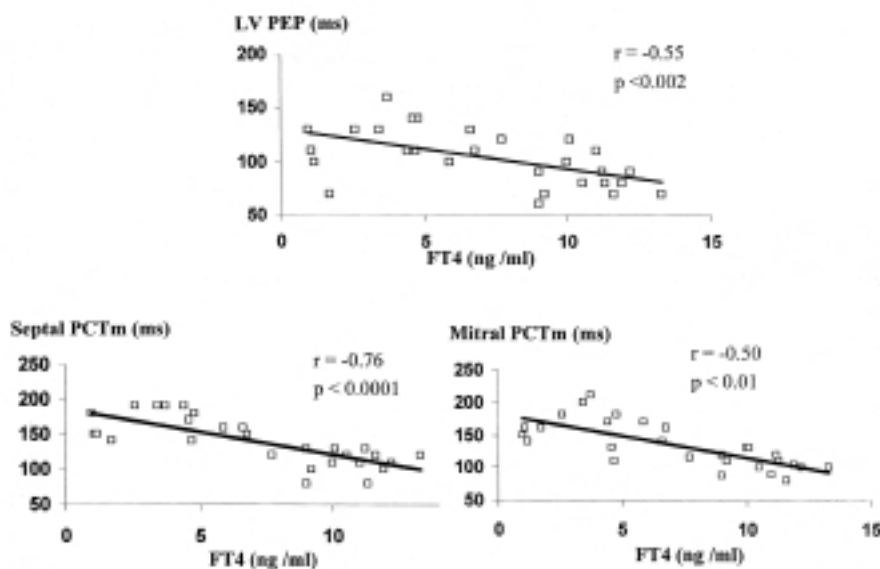 LV PEP (ms)
r = -0.55
p <0.002
200
150
100
50
0
5
10
15
FT4 (ng /ml)
Septal PCTm (ms)
r = -0.76
p < 0.0001
250
200
150
100
50
0
5
10
FT4 (ng /ml)
Mitral PCTm (ms)
r = -0.50
p < 0.01
250
200
150
100
50
0
5
10
15
FT4 (ng /ml)